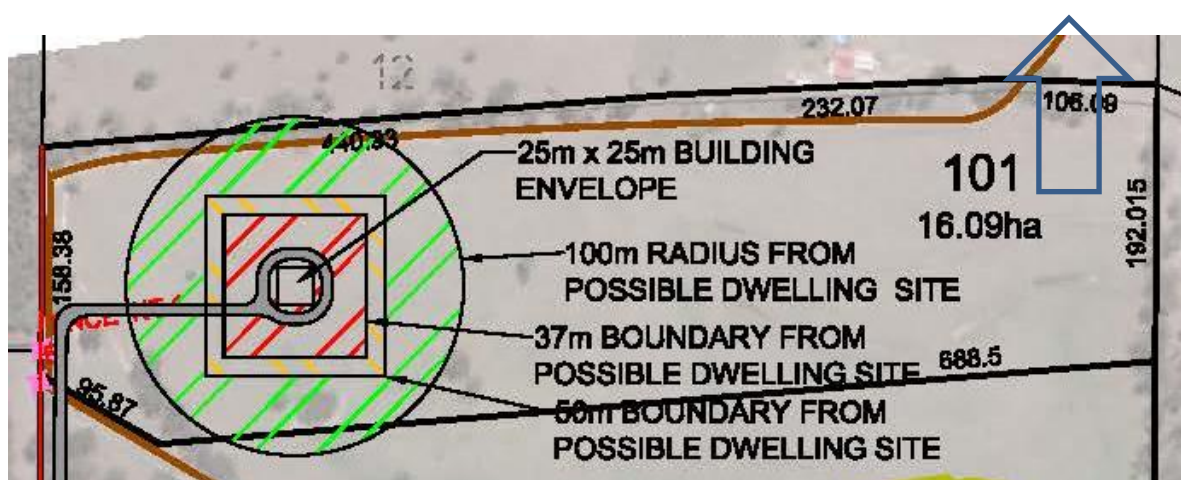 12
440.93
232.07
106.09
25m x 25m BUILDING
ENVELOPE
101
16.09ha
192.015
158.38
100m RADIUS FROM
POSSIBLE DWELLING SITE
37m BOUNDARY FROM
POSSIBLE DWELLING SITE
688.5
95.87
50m BOUNDARY FROM
POSSIBLE DWELLING SITE